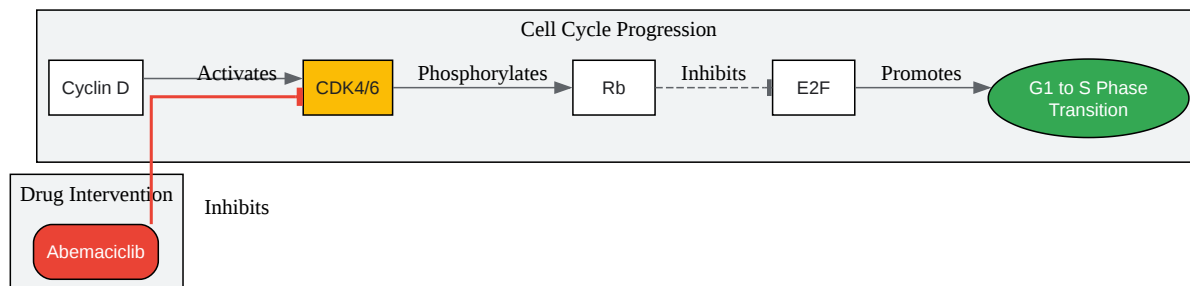 Cell Cycle Progression
Cyclin D
Activates
CDK4/6
Phosphorylates
Rb
Inhibits
E2F
Promotes
G1 to S Phase
Transition
Drug Intervention
Inhibits
Abemaciclib